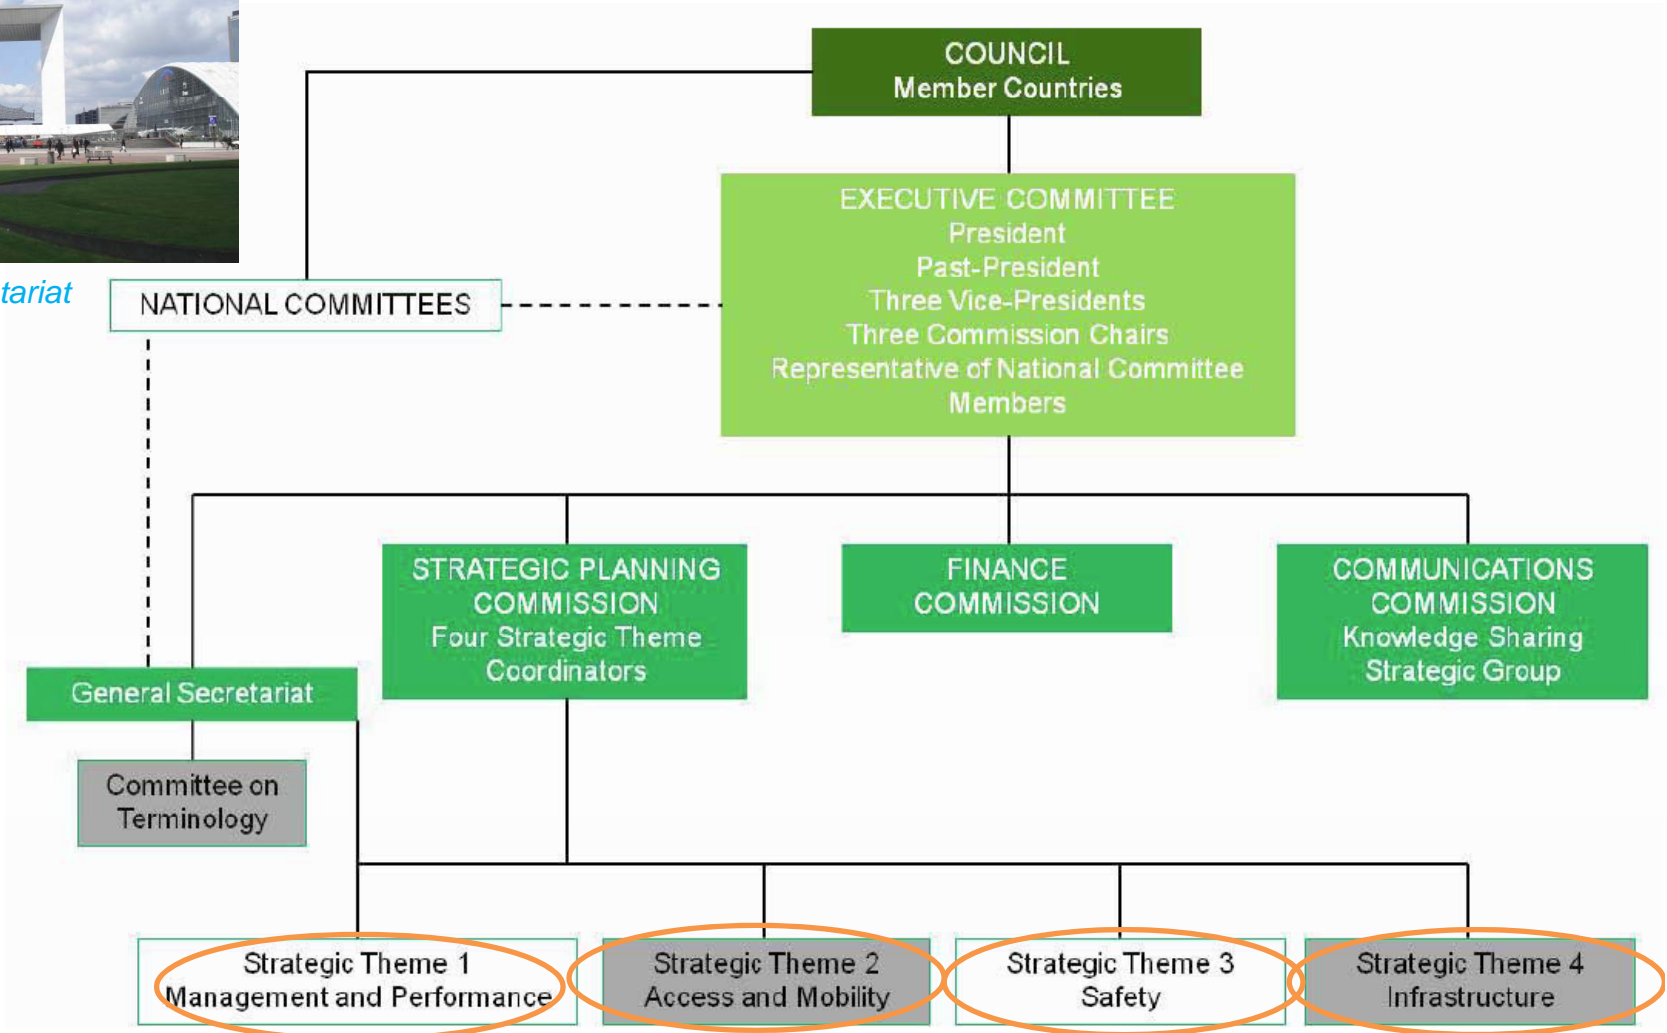 COUNCIL
Member Countries
EXECUTIVE COMMITTEE
President
Past-President
Three Vice-Presidents
Three Commission Chairs
Representative of National Committee
Members
tariat
NATIONAL COMMITTEES
STRATEGIC PLANNING
COMMISSION
Four Strategic Theme
Coordinators
FINANCE
COMMISSION
COMMUNICATIONS
COMMISSION
Knowledge Sharing
Strategic Group
General Secretariat
Committee on
Terminology
Strategic Theme 1
Management and Performance
Strategic Theme 2
Access and Mobility
Strategic Theme 3
Safety
Strategic Theme 4
Infrastructure